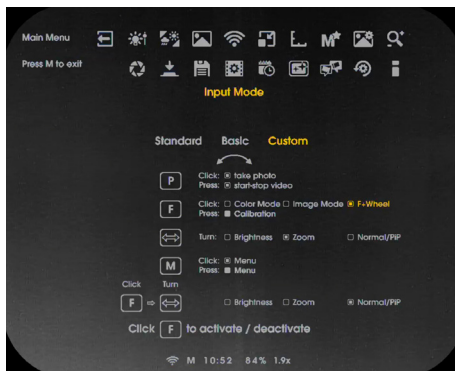 Main Menu
Press M to exit
M
Input Mode
Standard Basic Custom
P Click: take photo
Press: start-stop video
F Click: Color Mode Image Mode F+Wheel
Press: Calibration
Turn: Brightness Zoom Normal/PiP
M Click: Menu
Press: Menu
Click Turn
F Brightness Zoom Normal/PiP
Click F to activate / deactivate
M 10:52 84% 1.9x